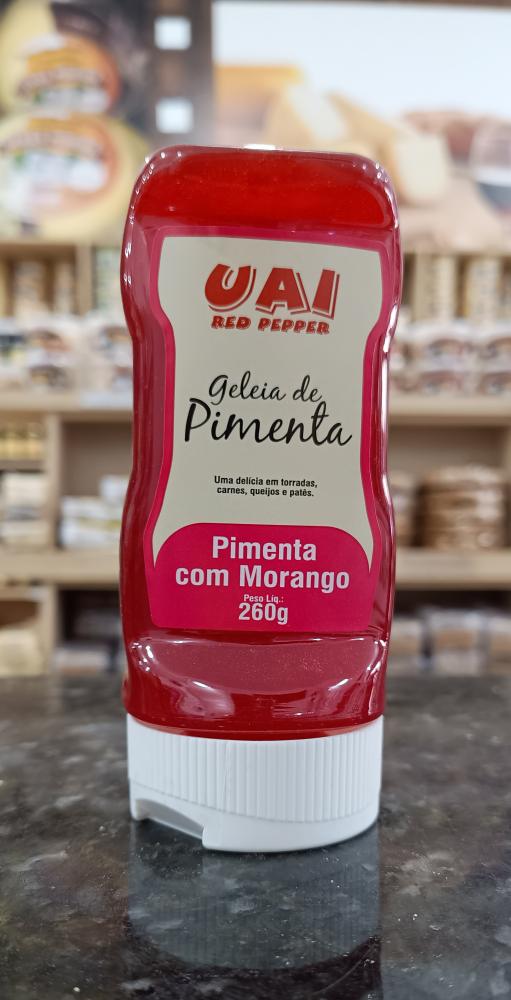 UAI
RED PEPPER
Geleia de
Pimenta
Uma delícia em torradas,
carnes, queijos e patês.
Pimenta
com Morango
Peso Líq.:
260g